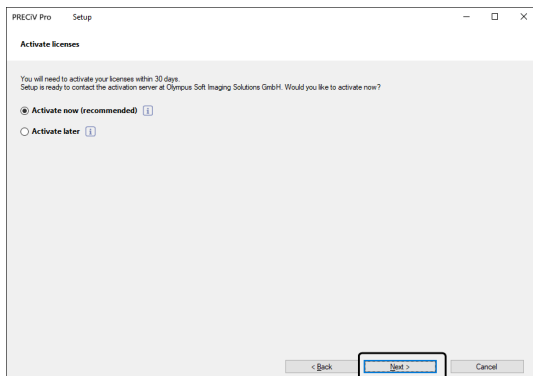 PRECiV Pro Setup
Activate licenses
You will need to activate your licenses within 30 days.
Setup is ready to contact the activation server at Olympus Soft Imaging Solutions GmbH. Would you like to activate now?
Activate now (recommended) i
Activate later i
< Back Next > Cancel